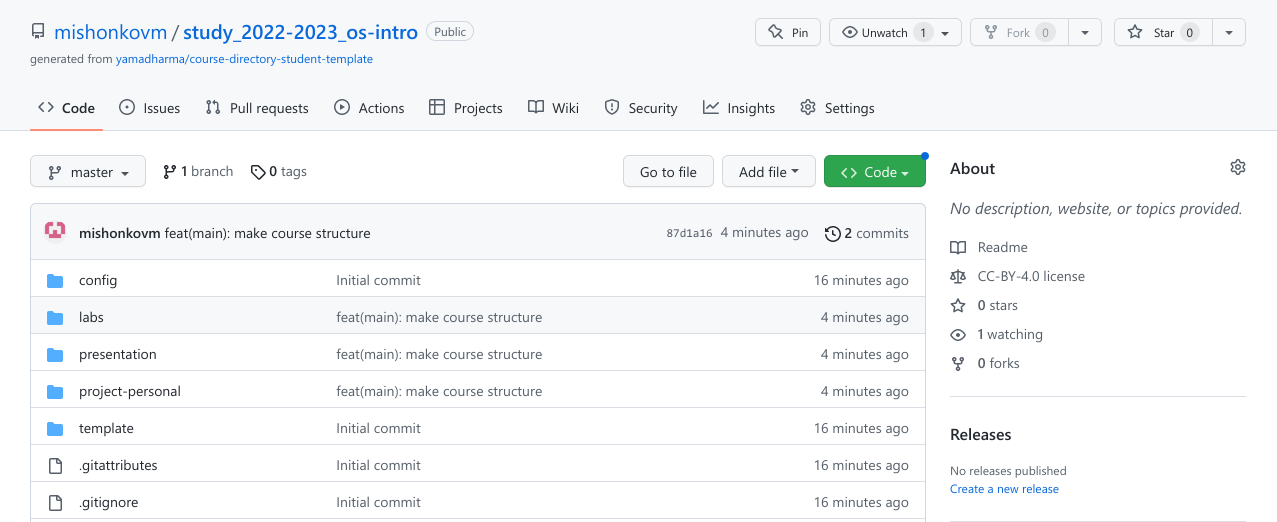 mishonkovm / study_2022-2023_os-intro Public Pin Unwatch 1 Fork 0 Star 0
generated from yamadharma/course-directory-student-template
Code Issues Pull requests Actions Projects Wiki Security Insights Settings
master 1 branch 0 tags Go to file Add file Code
mishonkovm feat(main): make course structure 87d1a16 4 minutes ago 2 commits
config Initial commit 16 minutes ago
labs feat(main): make course structure 4 minutes ago
presentation feat(main): make course structure 4 minutes ago
project-personal feat(main): make course structure 4 minutes ago
template Initial commit 16 minutes ago
.gitattributes Initial commit 16 minutes ago
.gitignore Initial commit 16 minutes ago
About
No description, website, or topics provided.
Readme
CC-BY-4.0 license
0 stars
1 watching
0 forks
Releases
No releases published
Create a new release